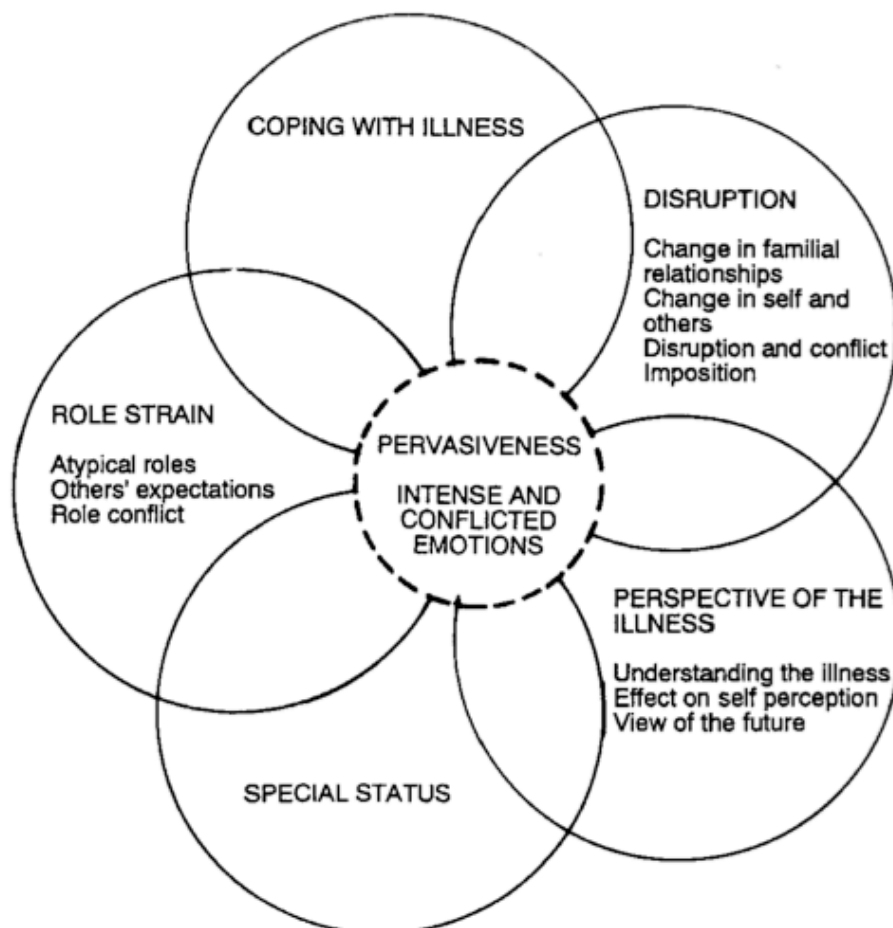 COPING WITH ILLNESS
DISRUPTION
Change in familial
relationships
Change in self and
others
Disruption and conflict
Imposition
ROLE STRAIN
Atypical roles
Others' expectations
Role conflict
PERVASIVENESS
INTENSE AND
CONFLICTED
EMOTIONS
PERSPECTIVE OF THE
ILLNESS
Understanding the illness
Effect on self perception
View of the future
SPECIAL STATUS